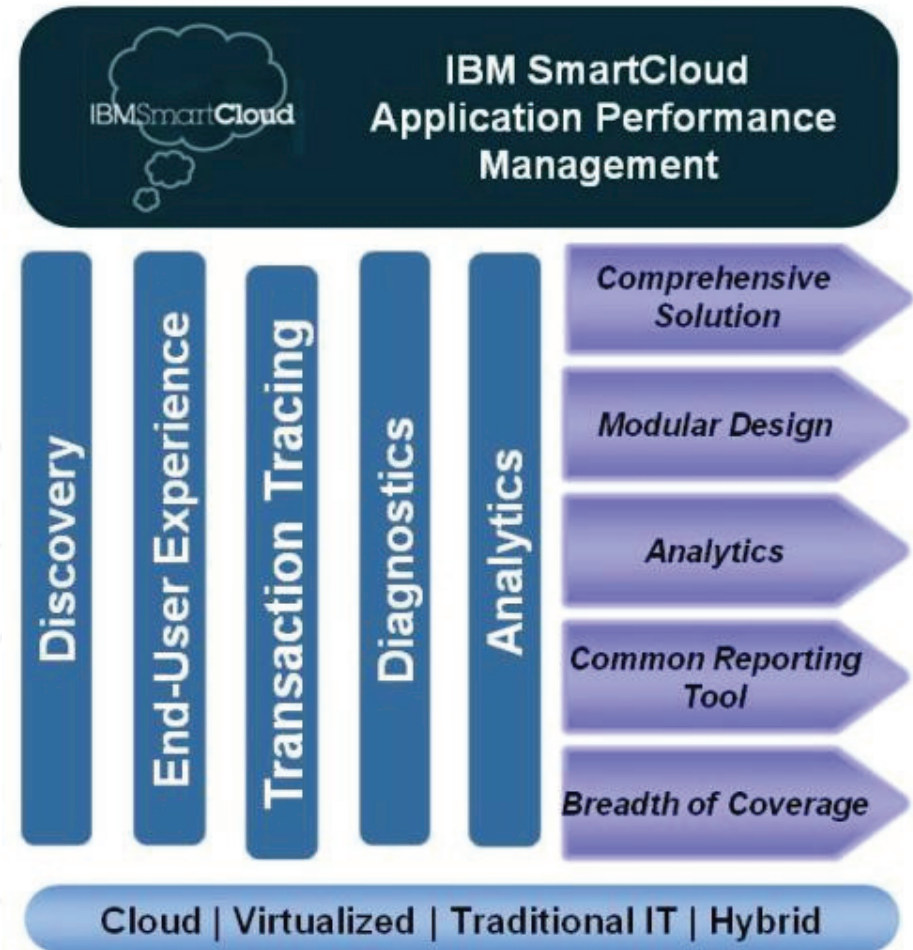 IBMSmartCloud
IBM SmartCloud
Application Performance
Management
Discovery
End-User Experience
Transaction Tracing
Diagnostics
Analytics
Comprehensive
Solution
Modular Design
Analytics
Common Reporting
Tool
Breadth of Coverage
Cloud | Virtualized | Traditional IT | Hybrid